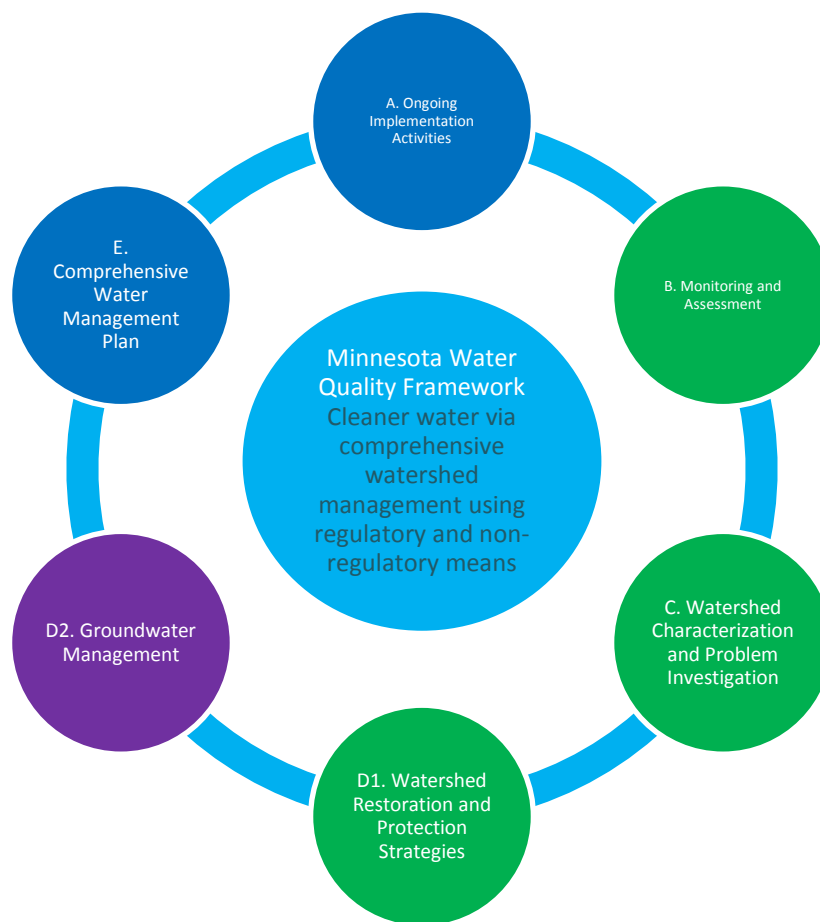 A. Ongoing
Implementation
Activities
B. Monitoring and
Assessment
C. Watershed
Characterization
and Problem
Investigation
D1. Watershed
Restoration and
Protection
Strategies
D2. Groundwater
Management
E.
Comprehensive
Water
Management
Plan
Minnesota Water
Quality Framework
Cleaner water via
comprehensive
watershed
management using
regulatory and non-
regulatory means